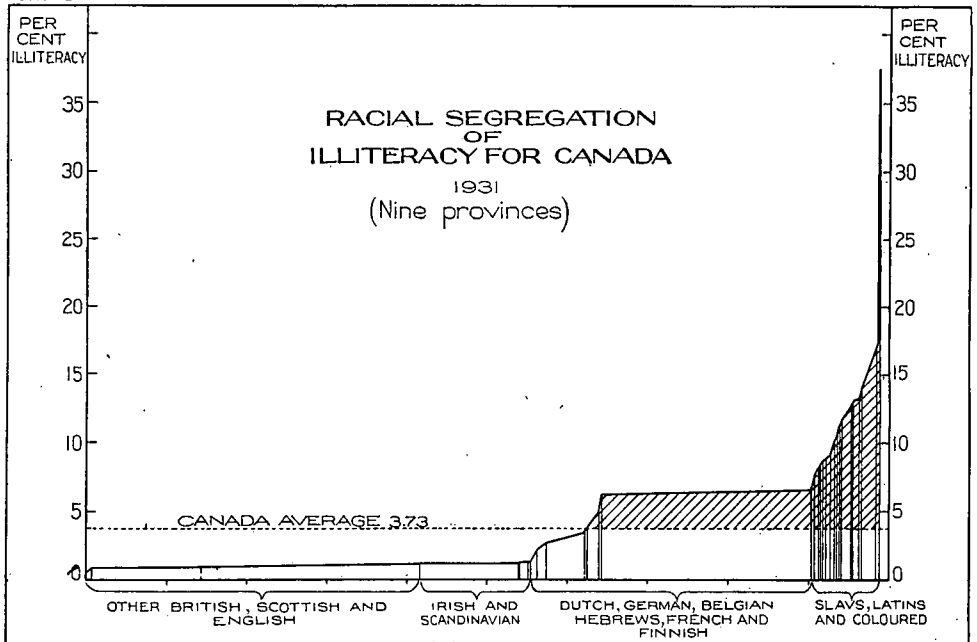 PER
CENT
ILLITERACY
PER
CENT
ILLITERACY
RACIAL SEGREGATION
OF
ILLITERACY FOR CANADA
1931
(Nine provinces)
35
35
30
30
25
25
20
20
15
15
10
10
5
5
CANADA AVERAGE 3.73
0
0
OTHER BRITISH, SCOTTISH AND
ENGLISH
IRISH AND
SCANDINAVIAN
DUTCH, GERMAN, BELGIAN
HEBREWS, FRENCH AND
FINNISH
SLAVS, LATINS
AND COLOURED